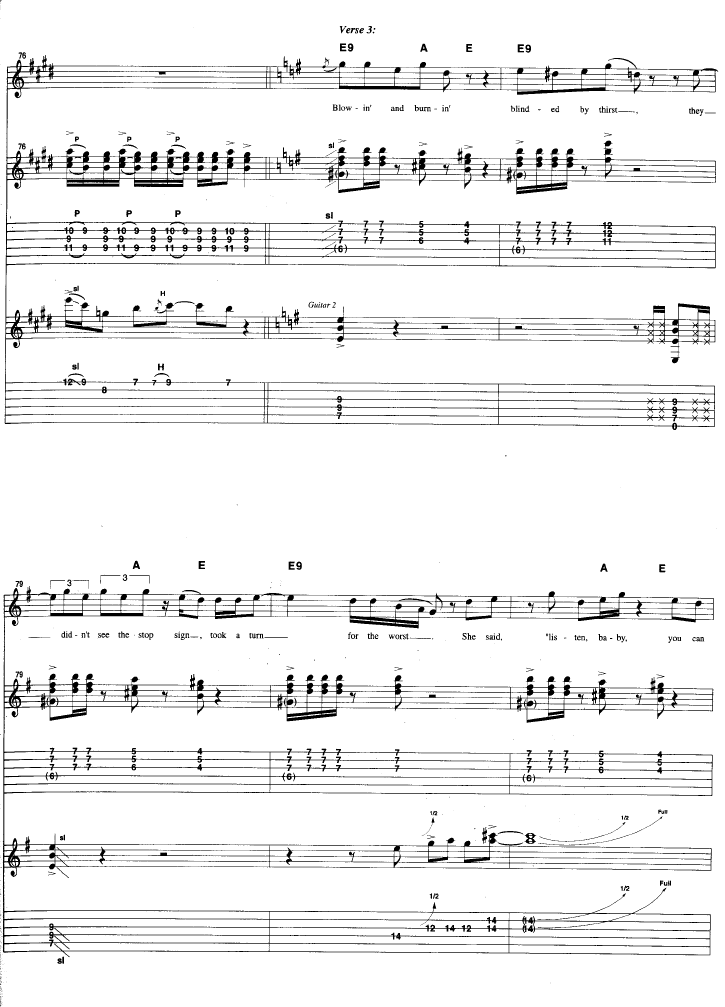 Verse 3:
E9 A E E9
76
Blow - in' and burn - in' blind - ed by thirst , they
76
P P P
sl
P P P
sl
10 9 9 10 9 9 10 9 9 9 10 9 7 7 7 5 4 7 7 7 7 12
9 9 9 9 9 7 7 7 5 5 7 7 7 7 12
11 9 9 11 9 9 11 9 9 9 11 9 7 7 7 6 4 7 7 7 7 11
(6) (6)
sl H
Guitar 2
sl H
12 9 7 7 9 7
8
9 × × 9 × ×
9 × × 9 × ×
7 × × 7 × ×
0
A E E9 A E
79
3 3
did - n't see the stop sign , took a turn for the worst . She said, "lis - ten, ba - by, you can
79
7 7 7 5 4 7 7 7 7 7 7 7 7 5 4
7 7 7 5 5 7 7 7 7 7 7 7 7 5 5
7 7 7 6 4 7 7 7 7 7 7 7 7 6 4
(6) (6) (6)
sl 1/2 1/2 Full
1/2 1/2 Full
14 (14)
9 12 14 12 14 (14)
9 14
7
sl